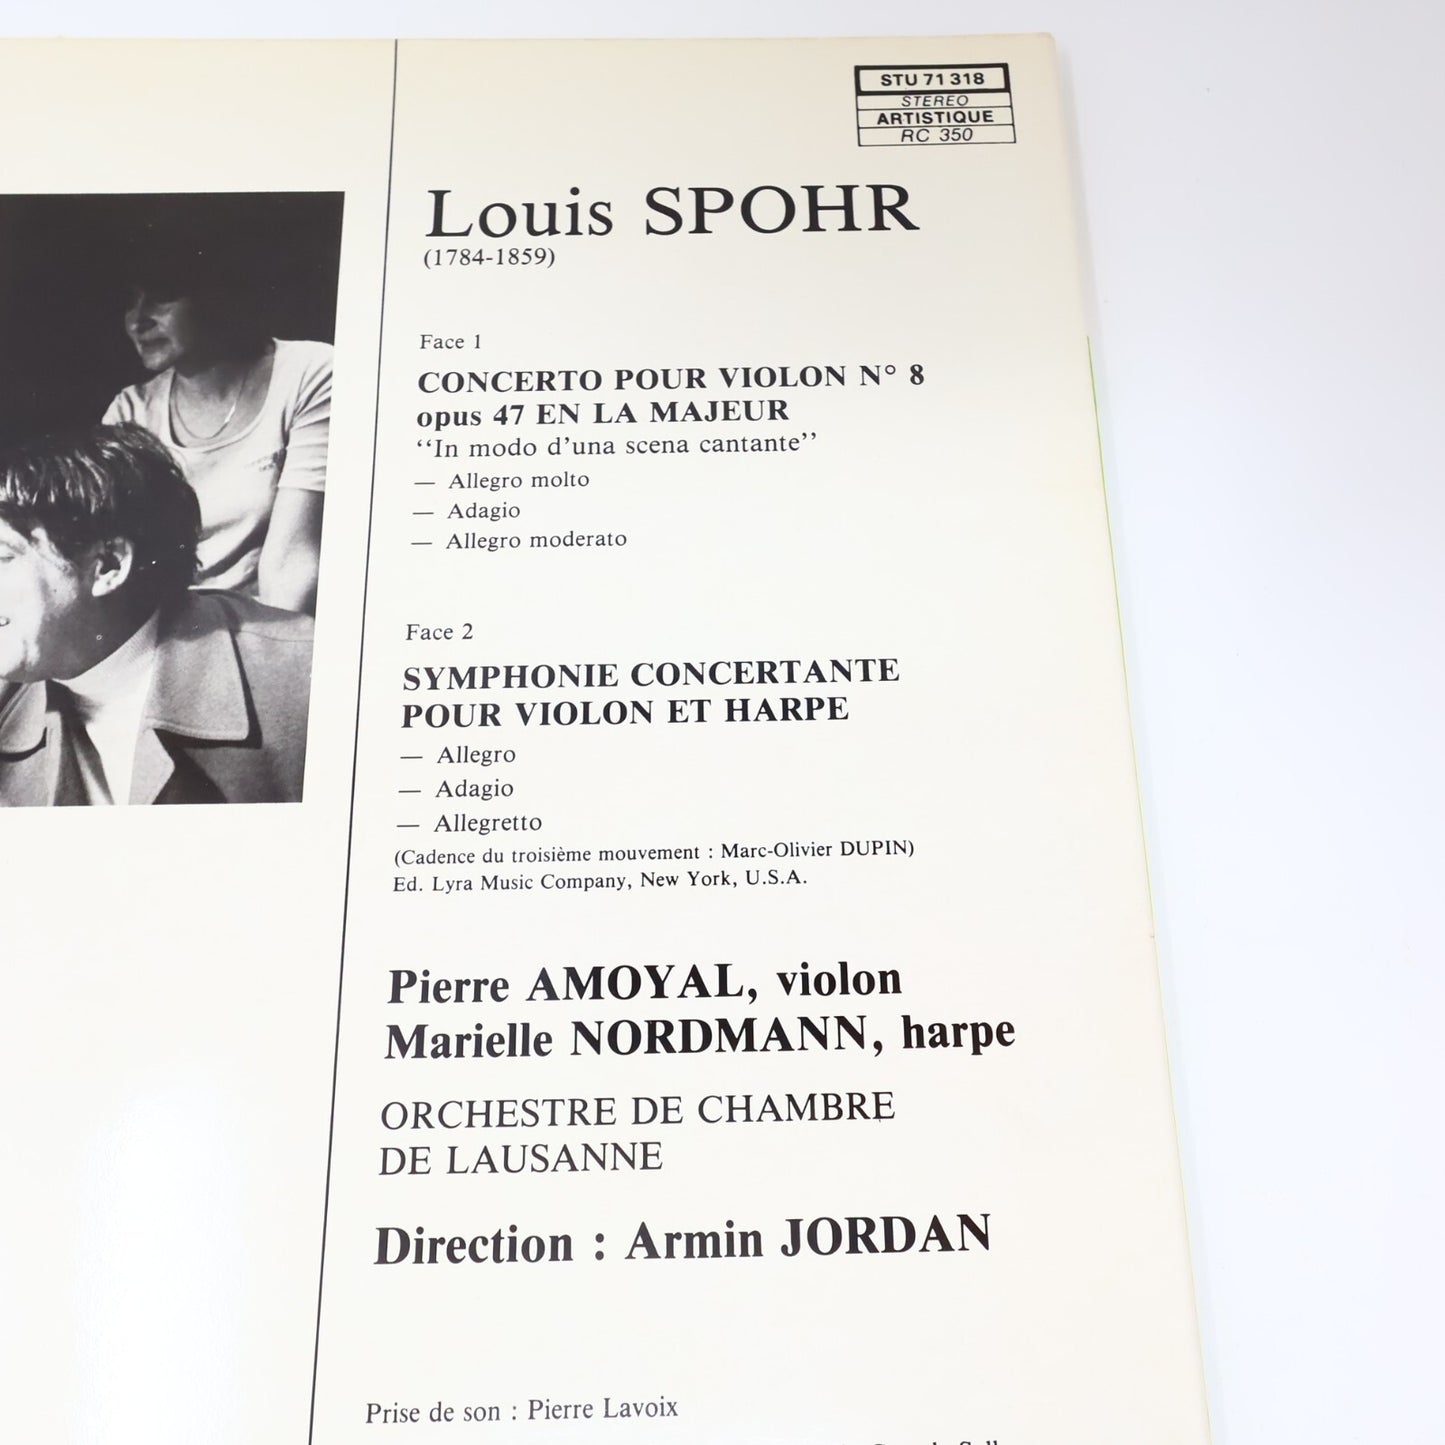 STU 71 318
STEREO
ARTISTIQUE
RC 350
Louis SPOHR
(1784-1859)
Face 1
CONCERTO POUR VIOLON N° 8
opus 47 EN LA MAJEUR
‘‘In modo d’una scena cantante’’
— Allegro molto
— Adagio
— Allegro moderato
Face 2
SYMPHONIE CONCERTANTE
POUR VIOLON ET HARPE
— Allegro
— Adagio
— Allegretto
(Cadence du troisième mouvement : Marc-Olivier DUPIN)
Ed. Lyra Music Company, New York, U.S.A.
Pierre AMOYAL, violon
Marielle NORDMANN, harpe
ORCHESTRE DE CHAMBRE
DE LAUSANNE
Direction : Armin JORDAN
Prise de son : Pierre Lavoix